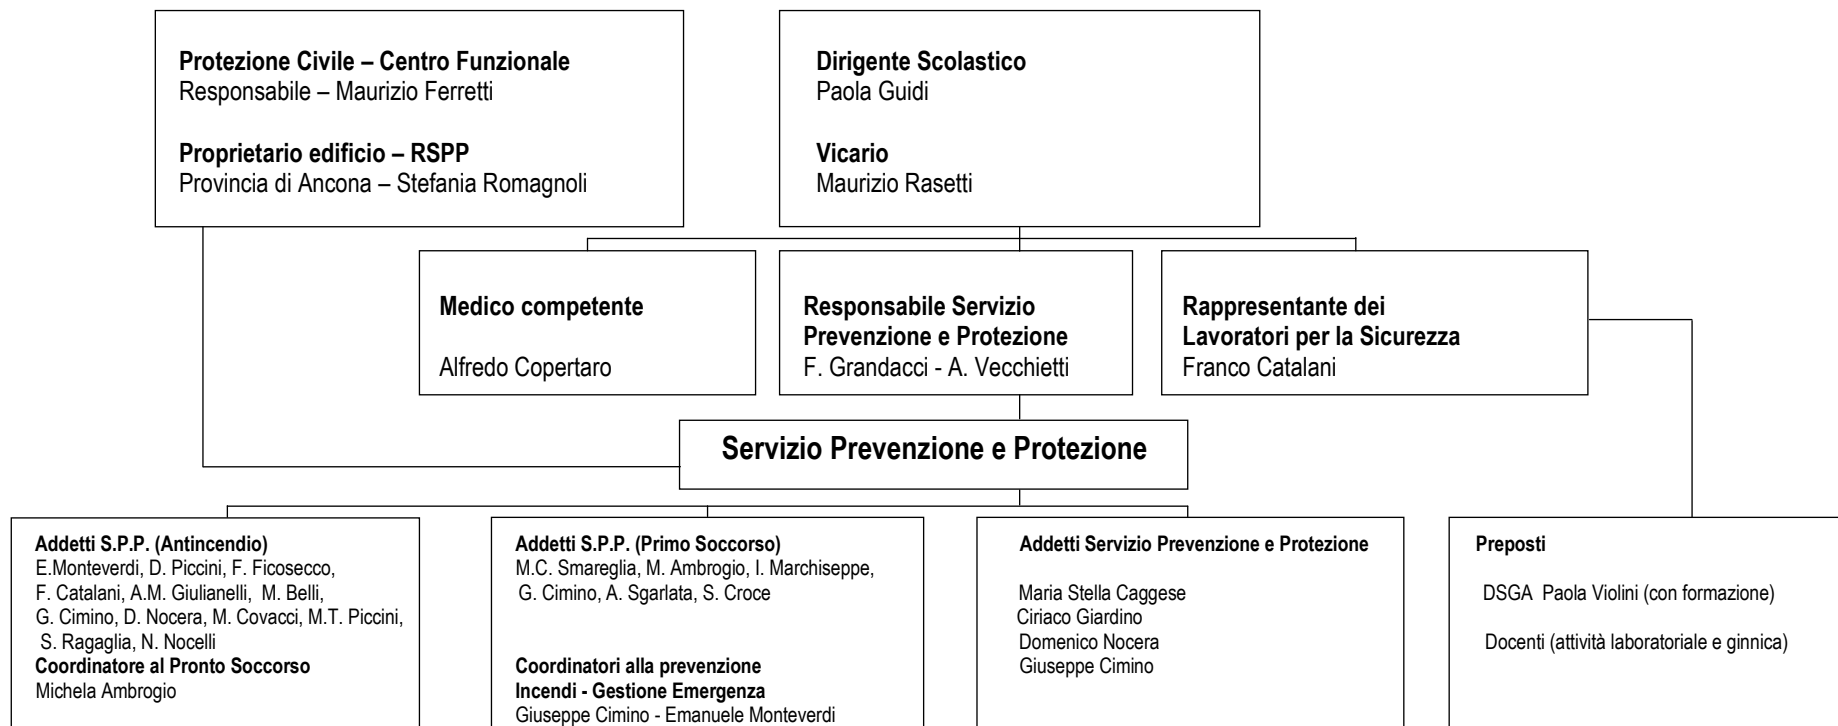 Protezione Civile – Centro Funzionale
Responsabile – Maurizio Ferretti
Proprietario edificio – RSPP
Provincia di Ancona – Stefania Romagnoli
Dirigente Scolastico
Paola Guidi
Vicario
Maurizio Rasetti
Medico competente
Alfredo Copertaro
Responsabile Servizio
Prevenzione e Protezione
F. Grandacci - A. Vecchietti
Rappresentante dei
Lavoratori per la Sicurezza
Franco Catalani
Servizio Prevenzione e Protezione
Addetti S.P.P. (Antincendio)
E.Monteverdi, D. Piccini, F. Ficosecco,
F. Catalani, A.M. Giulianelli, M. Belli,
G. Cimino, D. Nocera, M. Covacci, M.T. Piccini,
S. Ragaglia, N. Nocelli
Coordinatore al Pronto Soccorso
Michela Ambrogio
Addetti S.P.P. (Primo Soccorso)
M.C. Smareglia, M. Ambrogio, I. Marchiseppe,
G. Cimino, A. Sgarlata, S. Croce
Coordinatori alla prevenzione
Incendi - Gestione Emergenza
Giuseppe Cimino - Emanuele Monteverdi
Addetti Servizio Prevenzione e Protezione
Maria Stella Caggese
Ciriaco Giardino
Domenico Nocera
Giuseppe Cimino
Preposti
DSGA Paola Violini (con formazione)
Docenti (attività laboratoriale e ginnica)